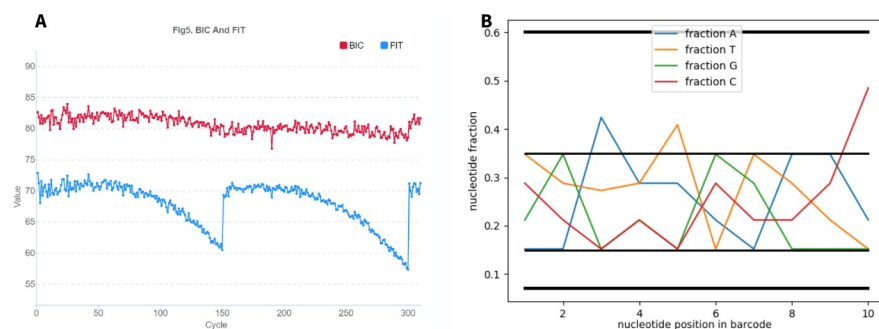 A
Fig5. BIC And FIT
BIC FIT
90
85
80
75
70
65
60
55
Value
0 50 100 150 200 250 300
Cycle
B
fraction A
fraction T
fraction G
fraction C
0.6
0.5
0.4
0.3
0.2
0.1
nucleotide fraction
2 4 6 8 10
nucleotide position in barcode